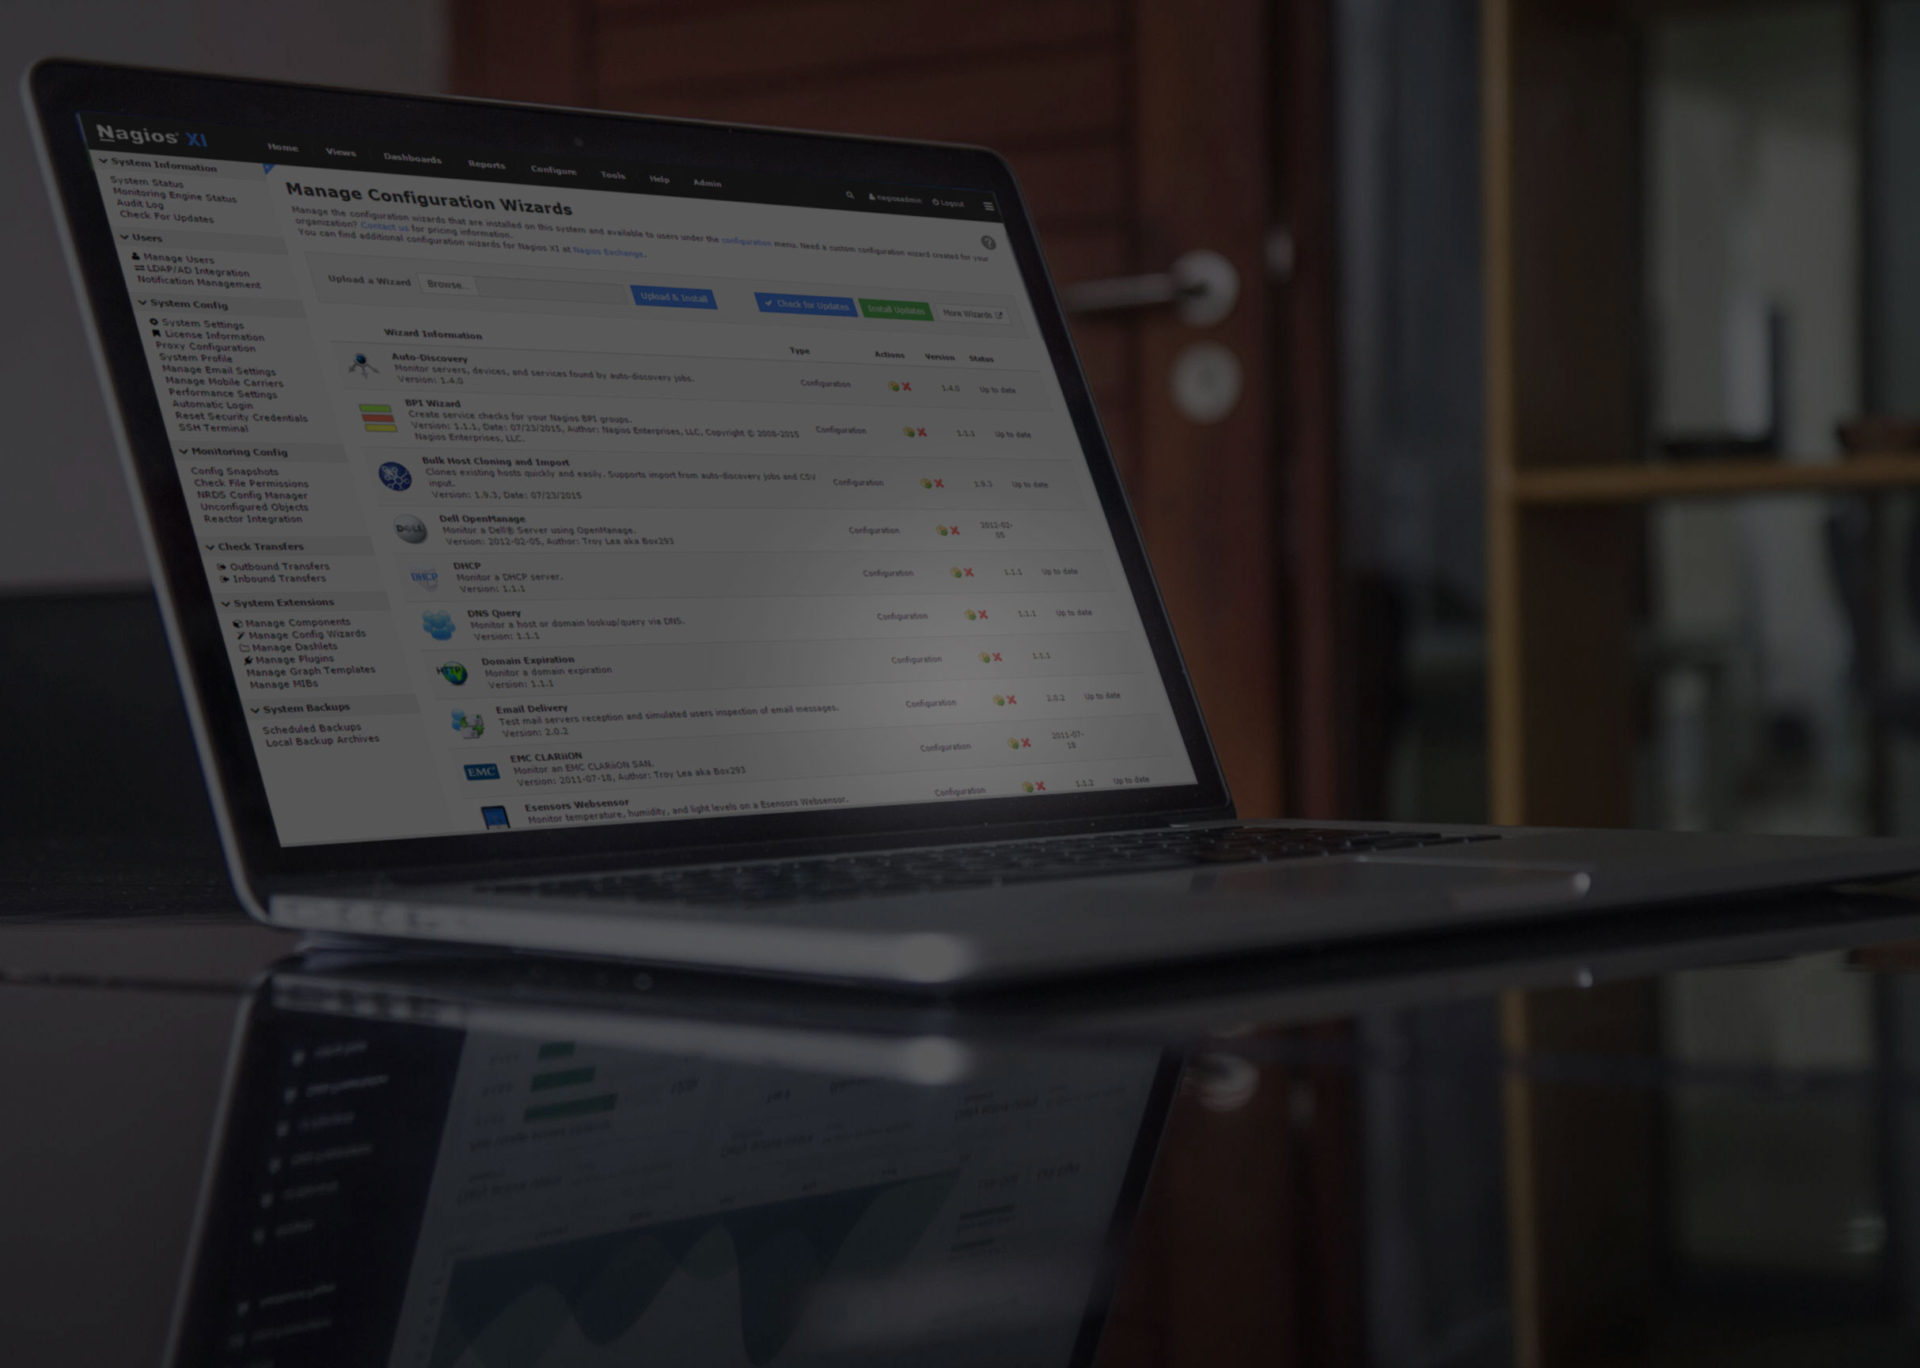 Nagios XI
Home Views Dashboards Reports Configure Tools Help Admin
nagiosadmin Logout
System Information
System Status
Monitoring Engine Status
Audit Log
Check For Updates
Users
Manage Users
LDAP/AD Integration
Notification Management
System Config
System Settings
License Information
Proxy Configuration
System Profile
Manage Email Settings
Manage Mobile Carriers
Performance Settings
Automatic Login
Reset Security Credentials
SSH Terminal
Monitoring Config
Config Snapshots
Check File Permissions
NRDS Config Manager
Unconfigured Objects
Reactor Integration
Check Transfers
Outbound Transfers
Inbound Transfers
System Extensions
Manage Components
Manage Config Wizards
Manage Dashlets
Manage Plugins
Manage Graph Templates
Manage MIBs
System Backups
Scheduled Backups
Local Backup Archives
Manage Configuration Wizards
Manage the configuration wizards that are installed on this system and available to users under the configuration menu. Need a custom configuration wizard created for your
organization? Contact us for pricing information.
You can find additional configuration wizards for Nagios XI at Nagios Exchange.
Upload a Wizard Browse... Upload & Install Check for Updates Install Updates More Wizards
Wizard Information Type Actions Version Status
Auto-Discovery
Monitor servers, devices, and services found by auto-discovery jobs.
Version: 1.4.0
Configuration 1.4.0 Up to date
BPI Wizard
Create service checks for your Nagios BPI groups.
Version: 1.1.1, Date: 07/23/2015, Author: Nagios Enterprises, LLC, Copyright © 2008-2015
Nagios Enterprises, LLC.
Configuration 1.1.1 Up to date
Bulk Host Cloning and Import
Clones existing hosts quickly and easily. Supports import from auto-discovery jobs and CSV
input.
Version: 1.9.3, Date: 07/23/2015
Configuration 1.9.3 Up to date
DELL
Dell OpenManage
Monitor a Dell® Server using OpenManage.
Version: 2012-02-05, Author: Troy Lea aka Box293
Configuration 2012-02-
05
DHCP
DHCP
Monitor a DHCP server.
Version: 1.1.1
Configuration 1.1.1 Up to date
DNS Query
Monitor a host or domain lookup/query via DNS.
Version: 1.1.1
Configuration 1.1.1 Up to date
HTTP
Domain Expiration
Monitor a domain expiration
Version: 1.1.1
Configuration 1.1.1
Email Delivery
Test mail servers reception and simulated users inspection of email messages.
Version: 2.0.2
Configuration 2.0.2 Up to date
EMC
EMC CLARiiON
Monitor an EMC CLARiiON SAN.
Version: 2011-07-18, Author: Troy Lea aka Box293
Configuration 2011-07-
18
Esensors Websensor
Monitor temperature, humidity, and light levels on a Esensors Websensor.
Configuration 1.1.2 Up to date